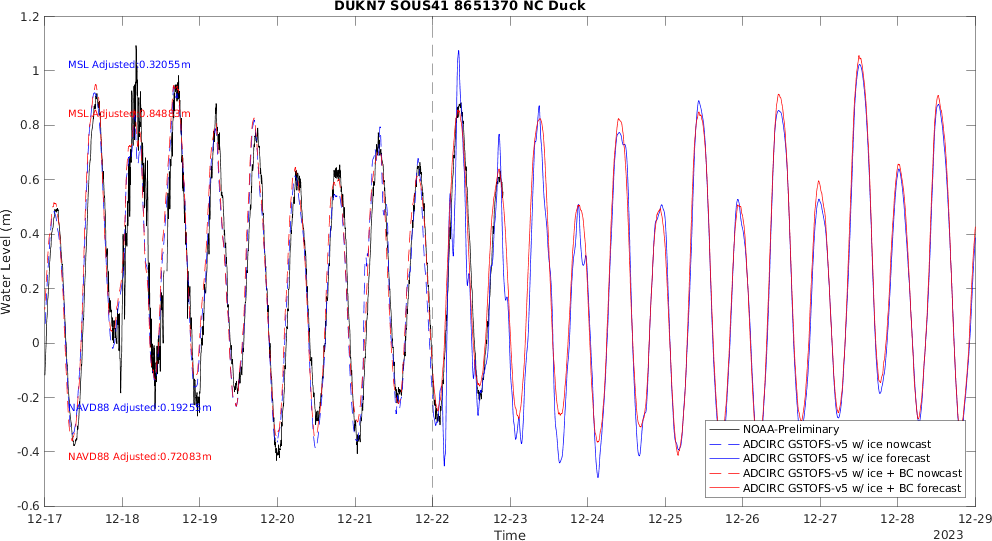 DUKN7 SOUS41 8651370 NC Duck
1.2
1
0.8
0.6
0.4
0.2
0
-0.2
-0.4
-0.6
Water Level (m)
MSL Adjusted:0.32055m
MSL Adjusted:0.84883m
NAVD88 Adjusted:0.19255m
NAVD88 Adjusted:0.72083m
NOAA-Preliminary
ADCIRC GSTOFS-v5 w/ ice nowcast
ADCIRC GSTOFS-v5 w/ ice forecast
ADCIRC GSTOFS-v5 w/ ice + BC nowcast
ADCIRC GSTOFS-v5 w/ ice + BC forecast
12-17 12-18 12-19 12-20 12-21 12-22 12-23 12-24 12-25 12-26 12-27 12-28 12-29
Time
2023